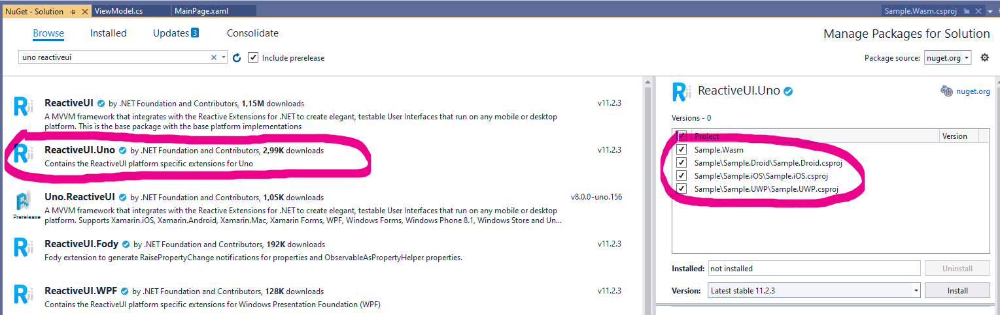 NuGet - Solution
ViewModel.cs
MainPage.xaml
Sample.Wasm.csproj
Browse
Installed
Updates 3
Consolidate
Manage Packages for Solution
uno reactiveui
Include prerelease
Package source: nuget.org
ReactiveUI by .NET Foundation and Contributors, 1,15M downloads
v11.2.3
A MVVM framework that integrates with the Reactive Extensions for .NET to create elegant, testable User Interfaces that run on any mobile or desktop
platform. This is the base package with the base platform implementations
ReactiveUI.Uno by .NET Foundation and Contributors, 2,99K downloads
v11.2.3
Contains the ReactiveUI platform specific extensions for Uno
Uno.ReactiveUI by .NET Foundation and Contributors, 1,05K downloads
v8.0.0-uno.156
Prerelease
A MVVM framework that integrates with the Reactive Extensions for .NET to create elegant, testable User Interfaces that run on any mobile or desktop
platform. Supports Xamarin.iOS, Xamarin.Android, Xamarin.Mac, Xamarin Forms, WPF, Windows Forms, Windows Phone 8.1, Windows Store and Un...
ReactiveUI.Fody by .NET Foundation and Contributors, 192K downloads
v11.2.3
Fody extension to generate RaisePropertyChange notifications for properties and ObservableAsPropertyHelper properties.
ReactiveUI.WPF by .NET Foundation and Contributors, 128K downloads
v11.2.3
Contains the ReactiveUI platform specific extensions for Windows Presentation Foundation (WPF)
ReactiveUI.Uno
nuget.org
Versions - 0
Project
Version
Sample.Wasm
Sample\Sample.Droid\Sample.Droid.csproj
Sample\Sample.iOS\Sample.iOS.csproj
Sample\Sample.UWP\Sample.UWP.csproj
Installed: not installed
Uninstall
Version: Latest stable 11.2.3
Install